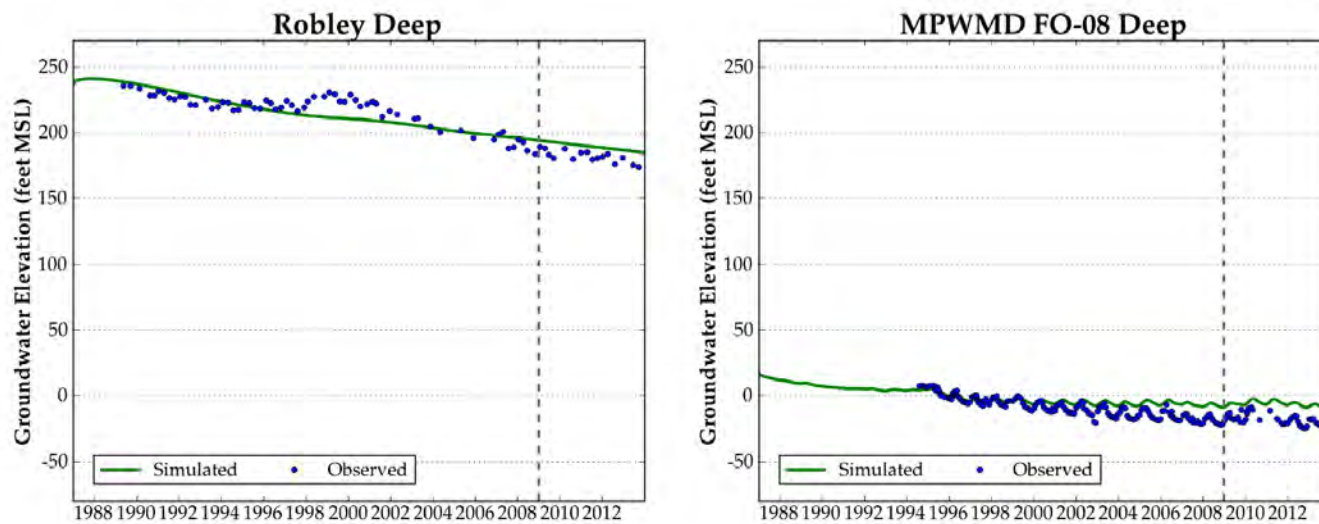 Robley Deep
Groundwater Elevation (feet MSL)
250
200
150
100
50
0
-50
Simulated Observed
1988 1990 1992 1994 1996 1998 2000 2002 2004 2006 2008 2010 2012
MPWMD FO-08 Deep
Groundwater Elevation (feet MSL)
250
200
150
100
50
0
-50
Simulated Observed
1988 1990 1992 1994 1996 1998 2000 2002 2004 2006 2008 2010 2012